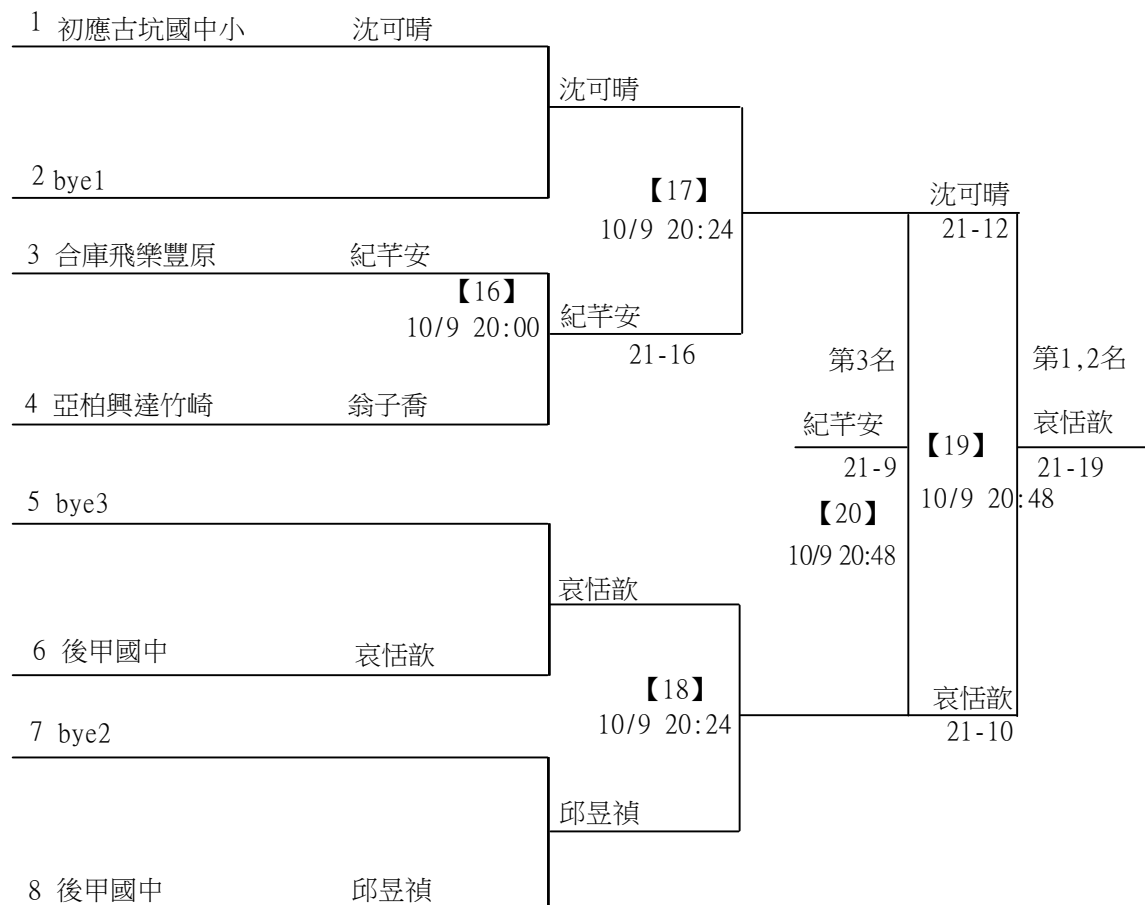 1 初應古坑國中小 沈可晴
沈可晴
2 bye1
【17】
10/9 20:24
沈可晴
21-12
3 合庫飛樂豐原 紀芊安
【16】
10/9 20:00
紀芊安
21-16
第3名
第1,2名
4 亞柏興達竹崎 翁子喬
紀芊安
21-9
【19】
10/9 20:48
哀恬歆
21-19
【20】
10/9 20:48
5 bye3
哀恬歆
6 後甲國中 哀恬歆
【18】
10/9 20:24
哀恬歆
21-10
7 bye2
邱昱禎
8 後甲國中 邱昱禎